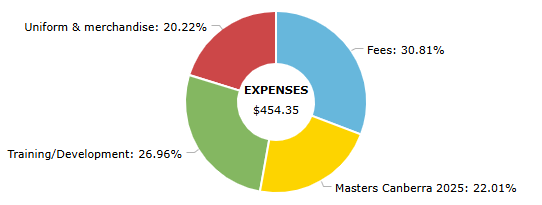 Uniform & merchandise: 20.22%
Fees: 30.81%
EXPENSES
$454.35
Training/Development: 26.96%
Masters Canberra 2025: 22.01%